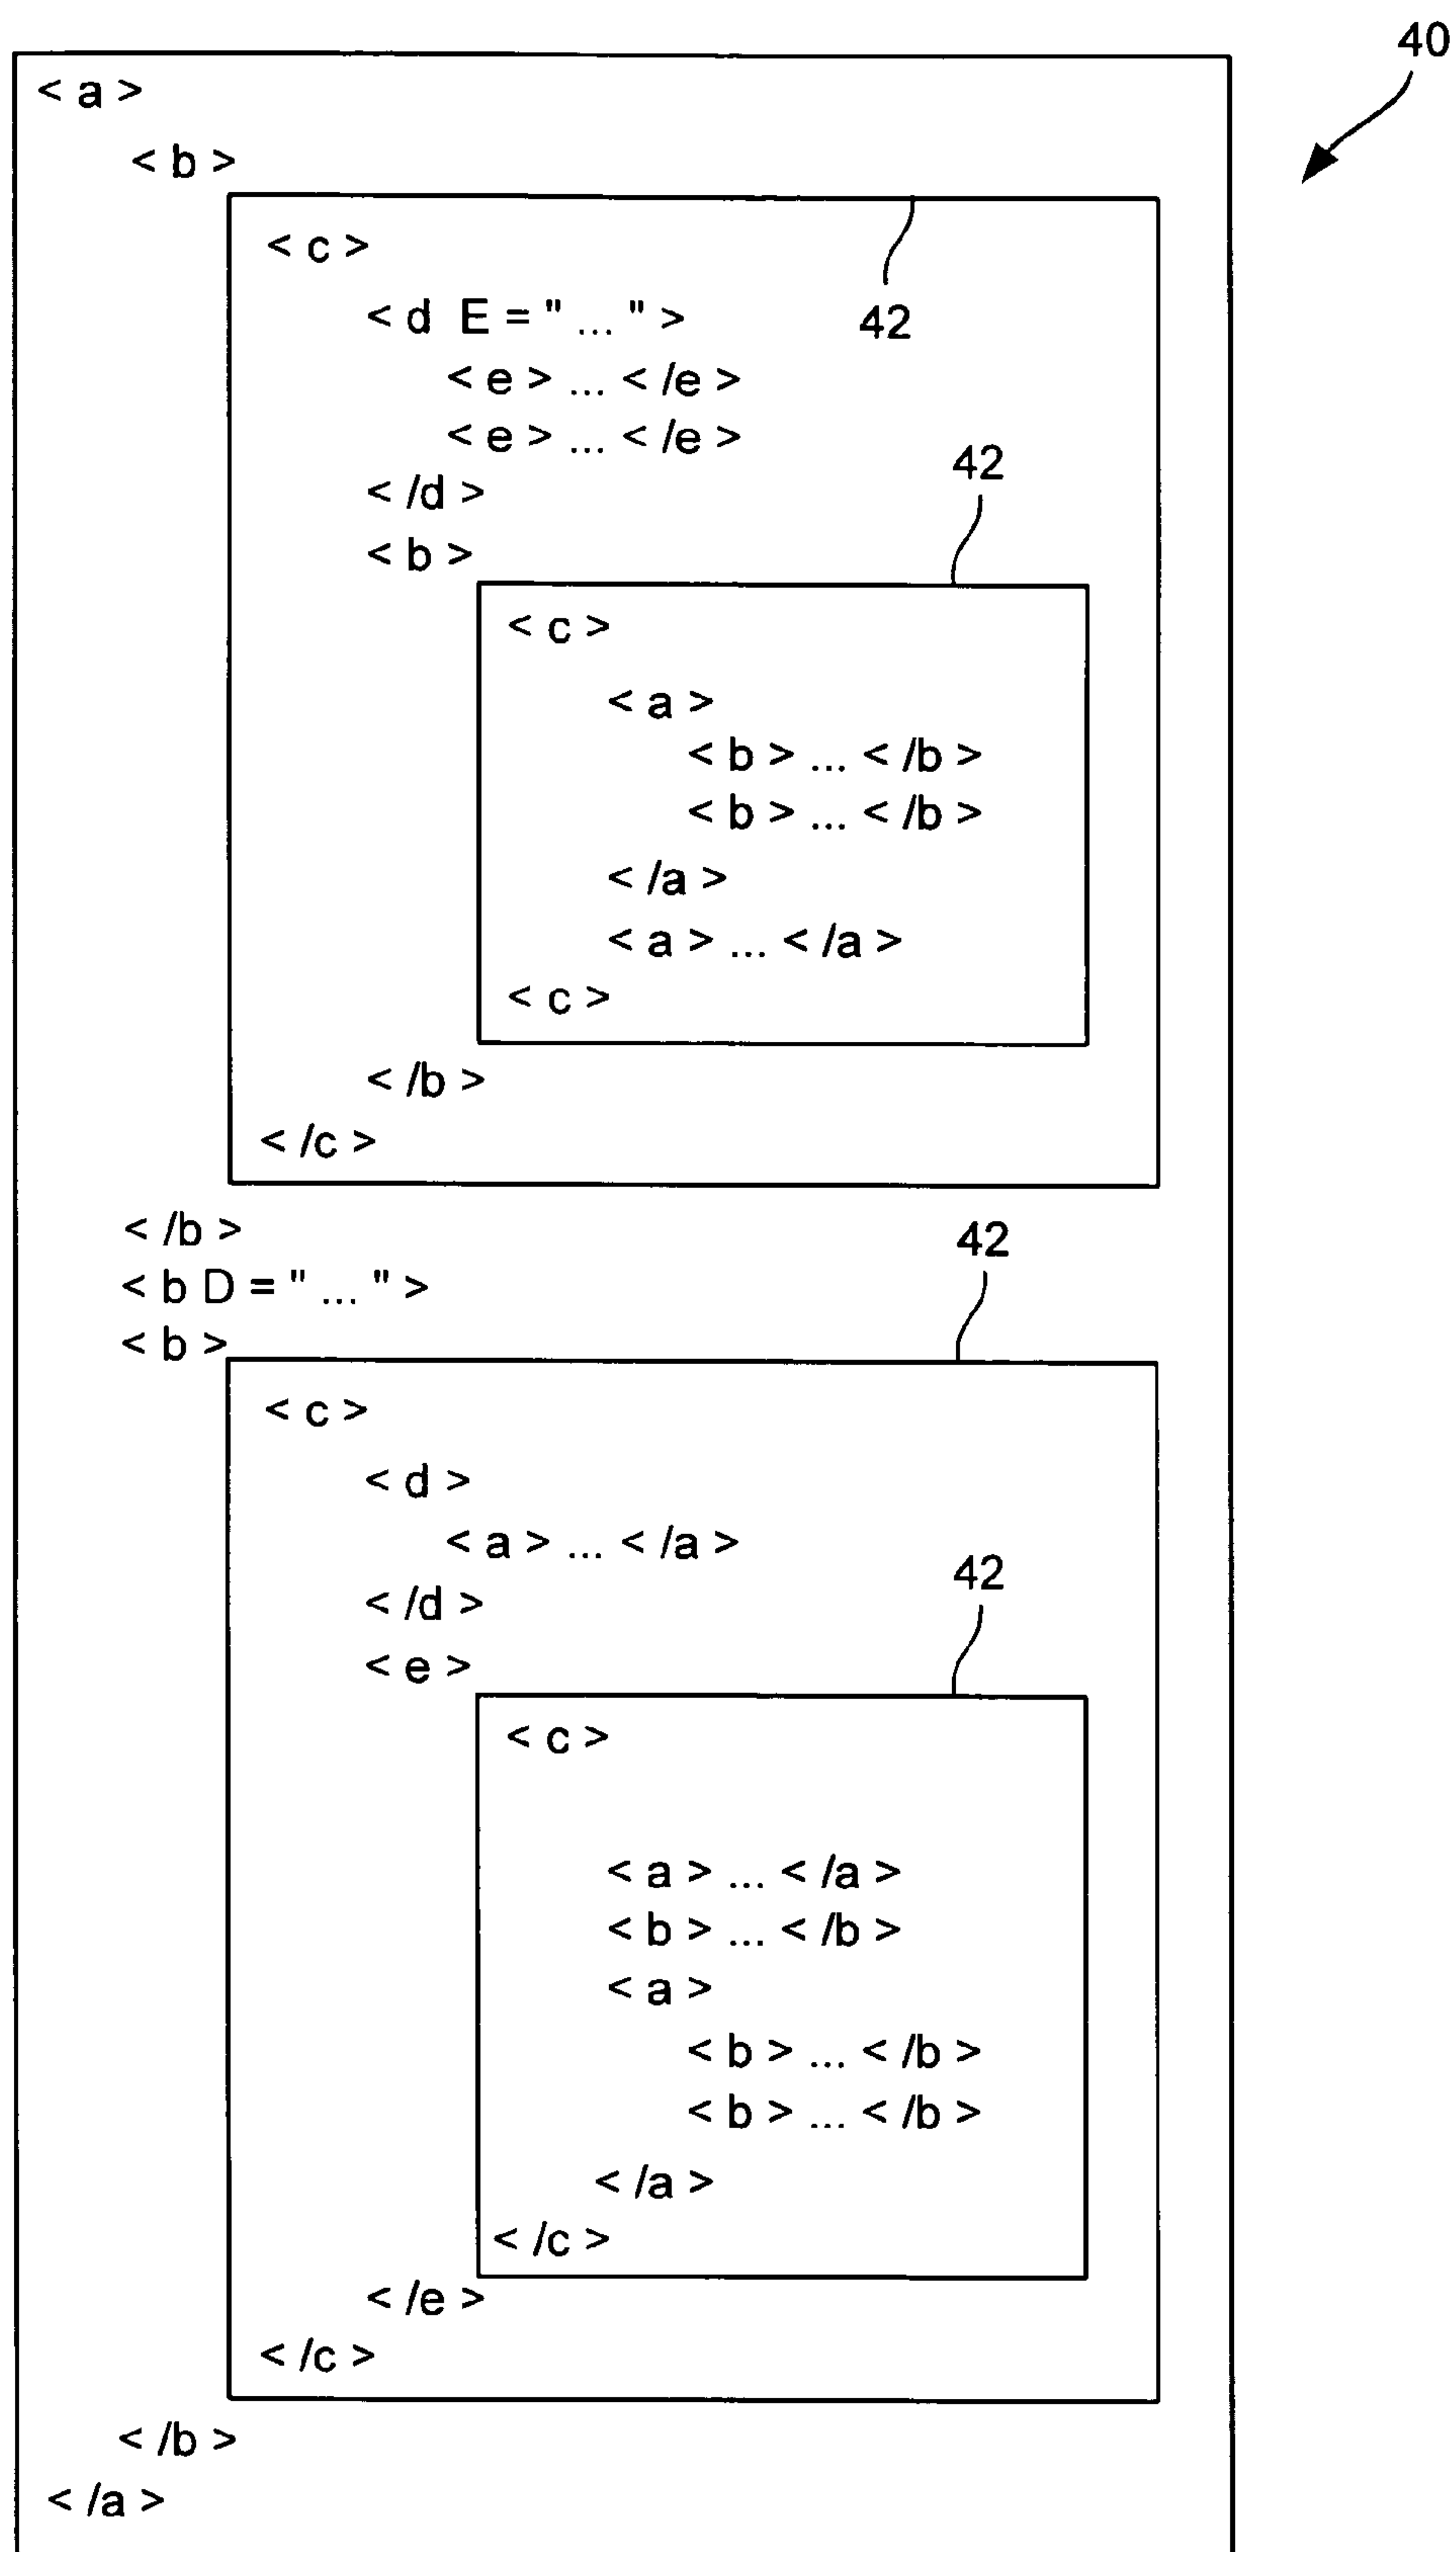 40
< a >
< b >
< c >
42
< d E = " ... " >
< e > ... < /e >
< e > ... < /e >
< /d >
42
< b >
< c >
< a >
< b > ... < /b >
< b > ... < /b >
< /a >
< a > ... < /a >
< c >
< /b >
< /c >
< /b >
42
< b D = " ... " >
< b >
< c >
< d >
< a > ... < /a >
< /d >
42
< e >
< c >
< a > ... < /a >
< b > ... < /b >
< a >
< b > ... < /b >
< b > ... < /b >
< /a >
< /c >
< /e >
< /c >
< /b >
< /a >